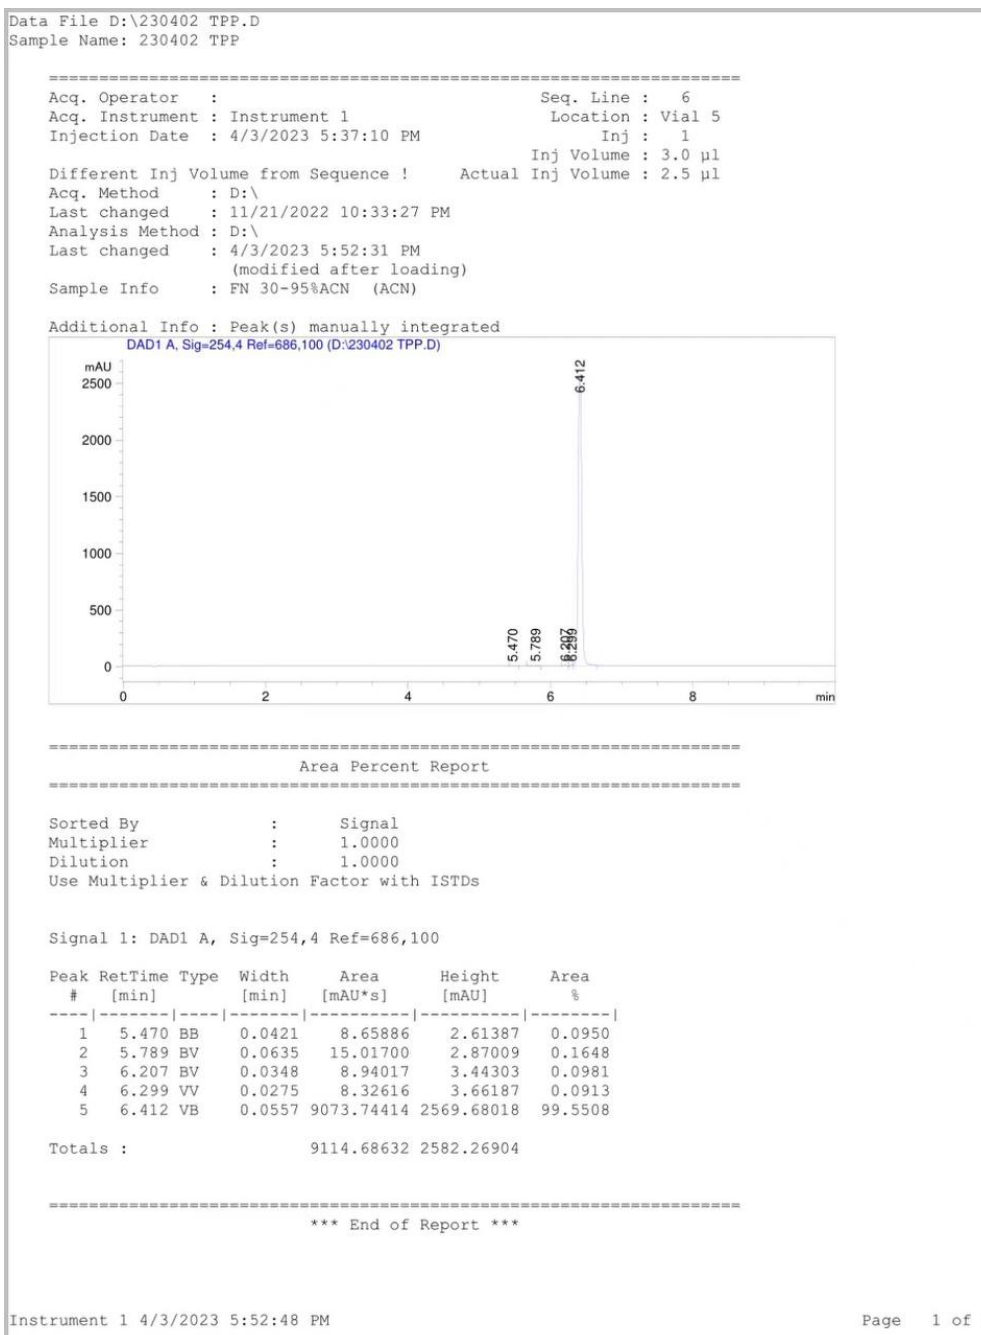 Data File D:\230402 TPP.D
Sample Name: 230402 TPP
=====================================================================
Acq. Operator   :                                Seq. Line :   6
Acq. Instrument : Instrument 1                    Location : Vial 5
Injection Date  : 4/3/2023 5:37:10 PM                  Inj :   1
Inj Volume : 3.0 µl
Different Inj Volume from Sequence !     Actual Inj Volume : 2.5 µl
Acq. Method     : D:\
Last changed    : 11/21/2022 10:33:27 PM
Analysis Method : D:\
Last changed    : 4/3/2023 5:52:31 PM
(modified after loading)
Sample Info     : FN 30-95%ACN  (ACN)
Additional Info : Peak(s) manually integrated
DAD1 A, Sig=254,4 Ref=686,100 (D:\230402 TPP.D)
mAU
2500
2000
1500
1000
500
0
5.470
5.789
6.207
6.299
6.412
0 2 4 6 8 min
=====================================================================
Area Percent Report
=====================================================================
Sorted By             :      Signal
Multiplier            :      1.0000
Dilution              :      1.0000
Use Multiplier & Dilution Factor with ISTDs
Signal 1: DAD1 A, Sig=254,4 Ref=686,100
Peak RetTime Type  Width     Area      Height     Area
#   [min]        [min]   [mAU*s]     [mAU]        %
----|-------|----|-------|----------|----------|--------|
1   5.470 BB    0.0421    8.65886    2.61387   0.0950
2   5.789 BV    0.0635   15.01700    2.87009   0.1648
3   6.207 BV    0.0348    8.94017    3.44303   0.0981
4   6.299 VV    0.0275    8.32616    3.66187   0.0913
5   6.412 VB    0.0557 9073.74414 2569.68018  99.5508
Totals :                  9114.68632 2582.26904
=====================================================================
*** End of Report ***
Instrument 1 4/3/2023 5:52:48 PM                                                     Page   1 of